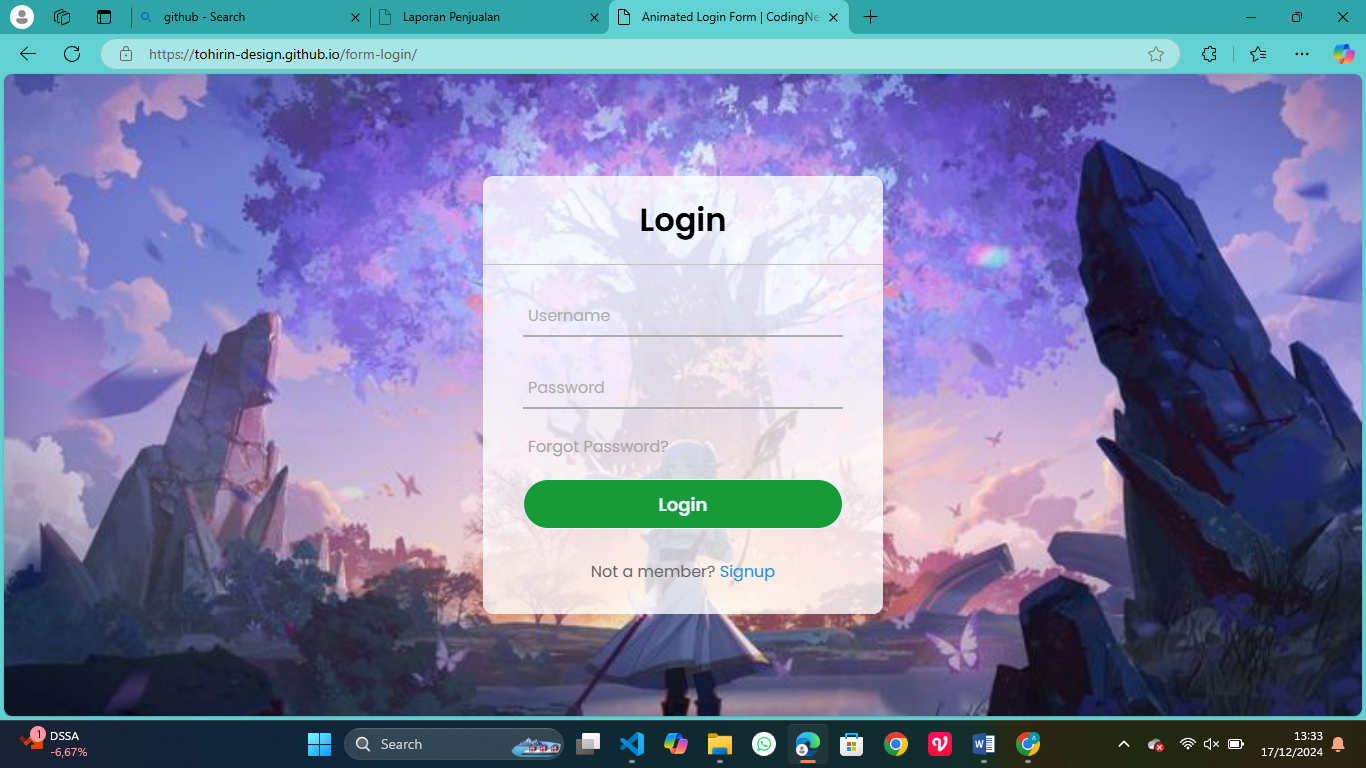 github - Search
Laporan Penjualan
Animated Login Form | CodingNe
https://tohirin-design.github.io/form-login/
Login
Username
Password
Forgot Password?
Login
Not a member? Signup
1
DSSA
-6,67%
Search
A
13:33
17/12/2024